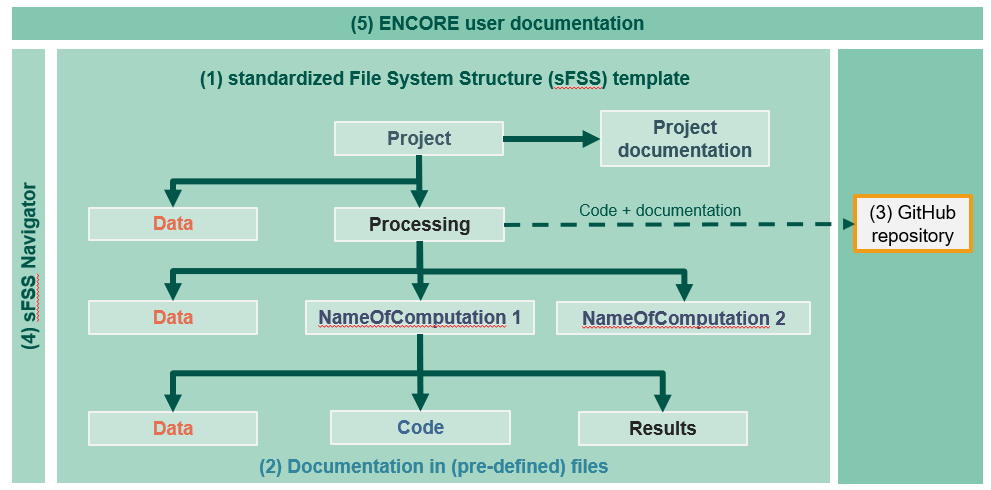 (5) ENCORE user documentation
(4) sFSS Navigator
(1) standardized File System Structure (sFSS) template
Project
Project
documentation
Data
Processing
Code + documentation
(3) GitHub
repository
Data
NameOfComputation 1
NameOfComputation 2
Data
Code
Results
(2) Documentation in (pre-defined) files